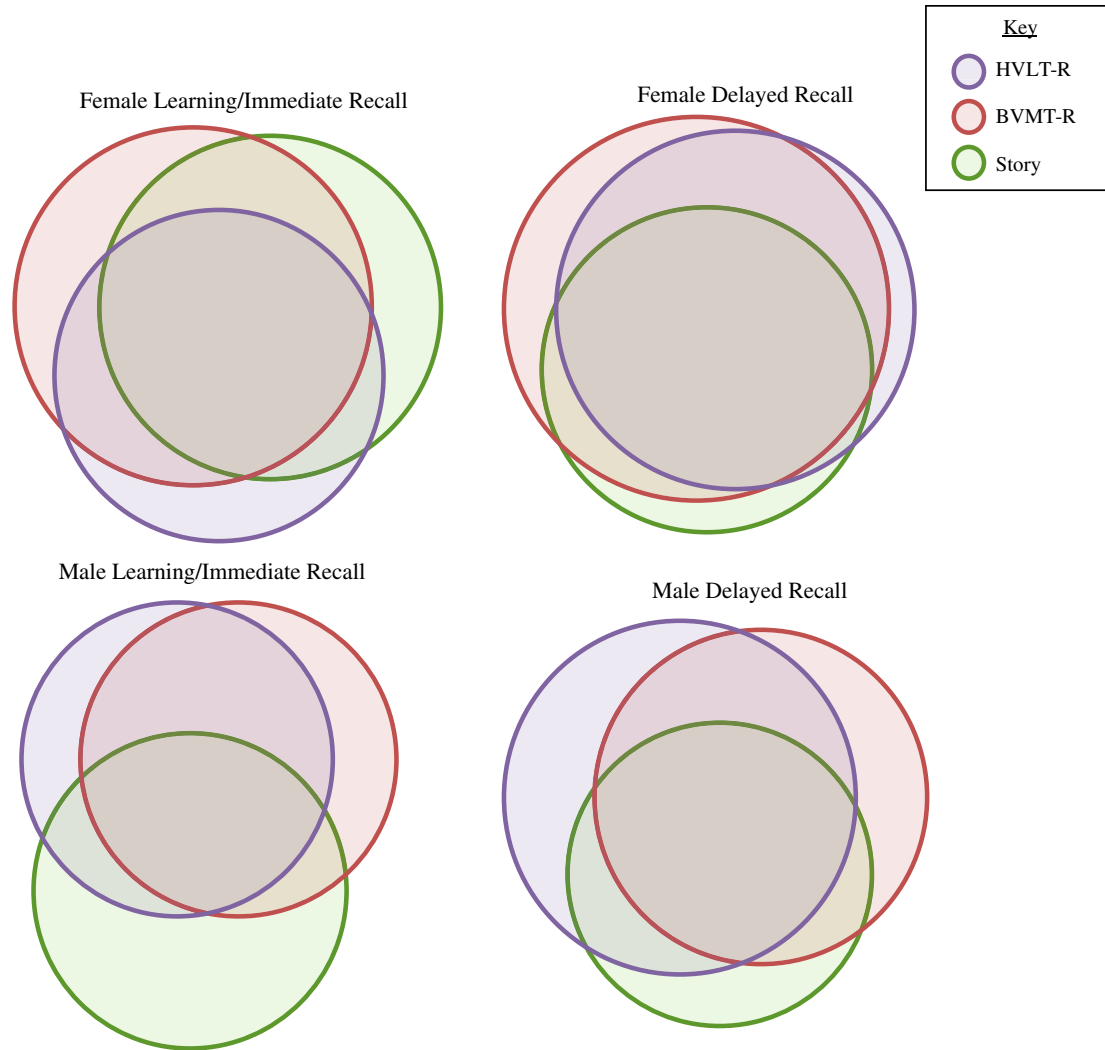 Key
HVLT-R
BVMT-R
Story
Female Learning/Immediate Recall
Female Delayed Recall
Male Learning/Immediate Recall
Male Delayed Recall